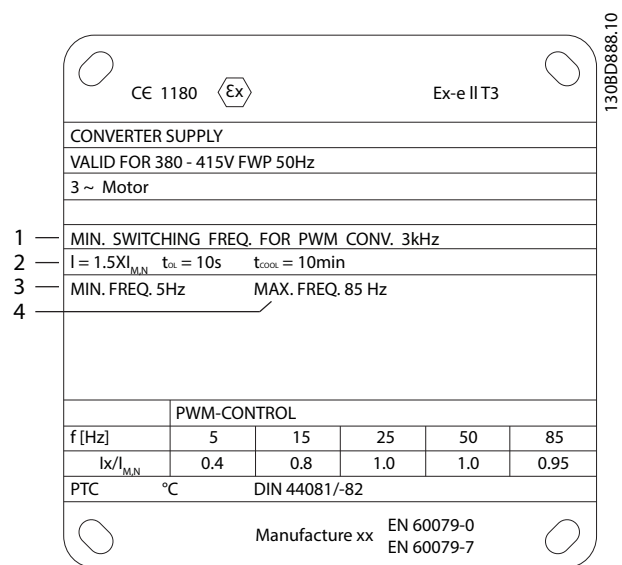 130BD888.10
CE 1180 Ex Ex-e ll T3
CONVERTER SUPPLY
VALID FOR 380 - 415V FWP 50Hz
3 ~ Motor
1 MIN. SWITCHING FREQ. FOR PWM CONV. 3kHz
2 I = 1.5XIM,N tOL = 10s tCOOL = 10min
3 MIN. FREQ. 5Hz MAX. FREQ. 85 Hz
4
PWM-CONTROL
f [Hz] 5 15 25 50 85
Ix/IM,N 0.4 0.8 1.0 1.0 0.95
PTC °C DIN 44081/-82
Manufacture xx EN 60079-0
EN 60079-7